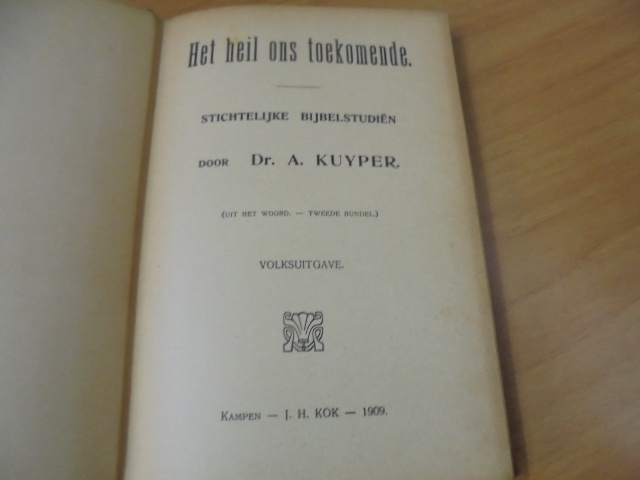 Het heil ons toekomende.
STICHTELIJKE BIJBELSTUDIËN
DOOR Dr. A. KUYPER.
(UIT HET WOORD. — TWEEDE BUNDEL.)
VOLKSUITGAVE.
KAMPEN — J. H. KOK — 1909.